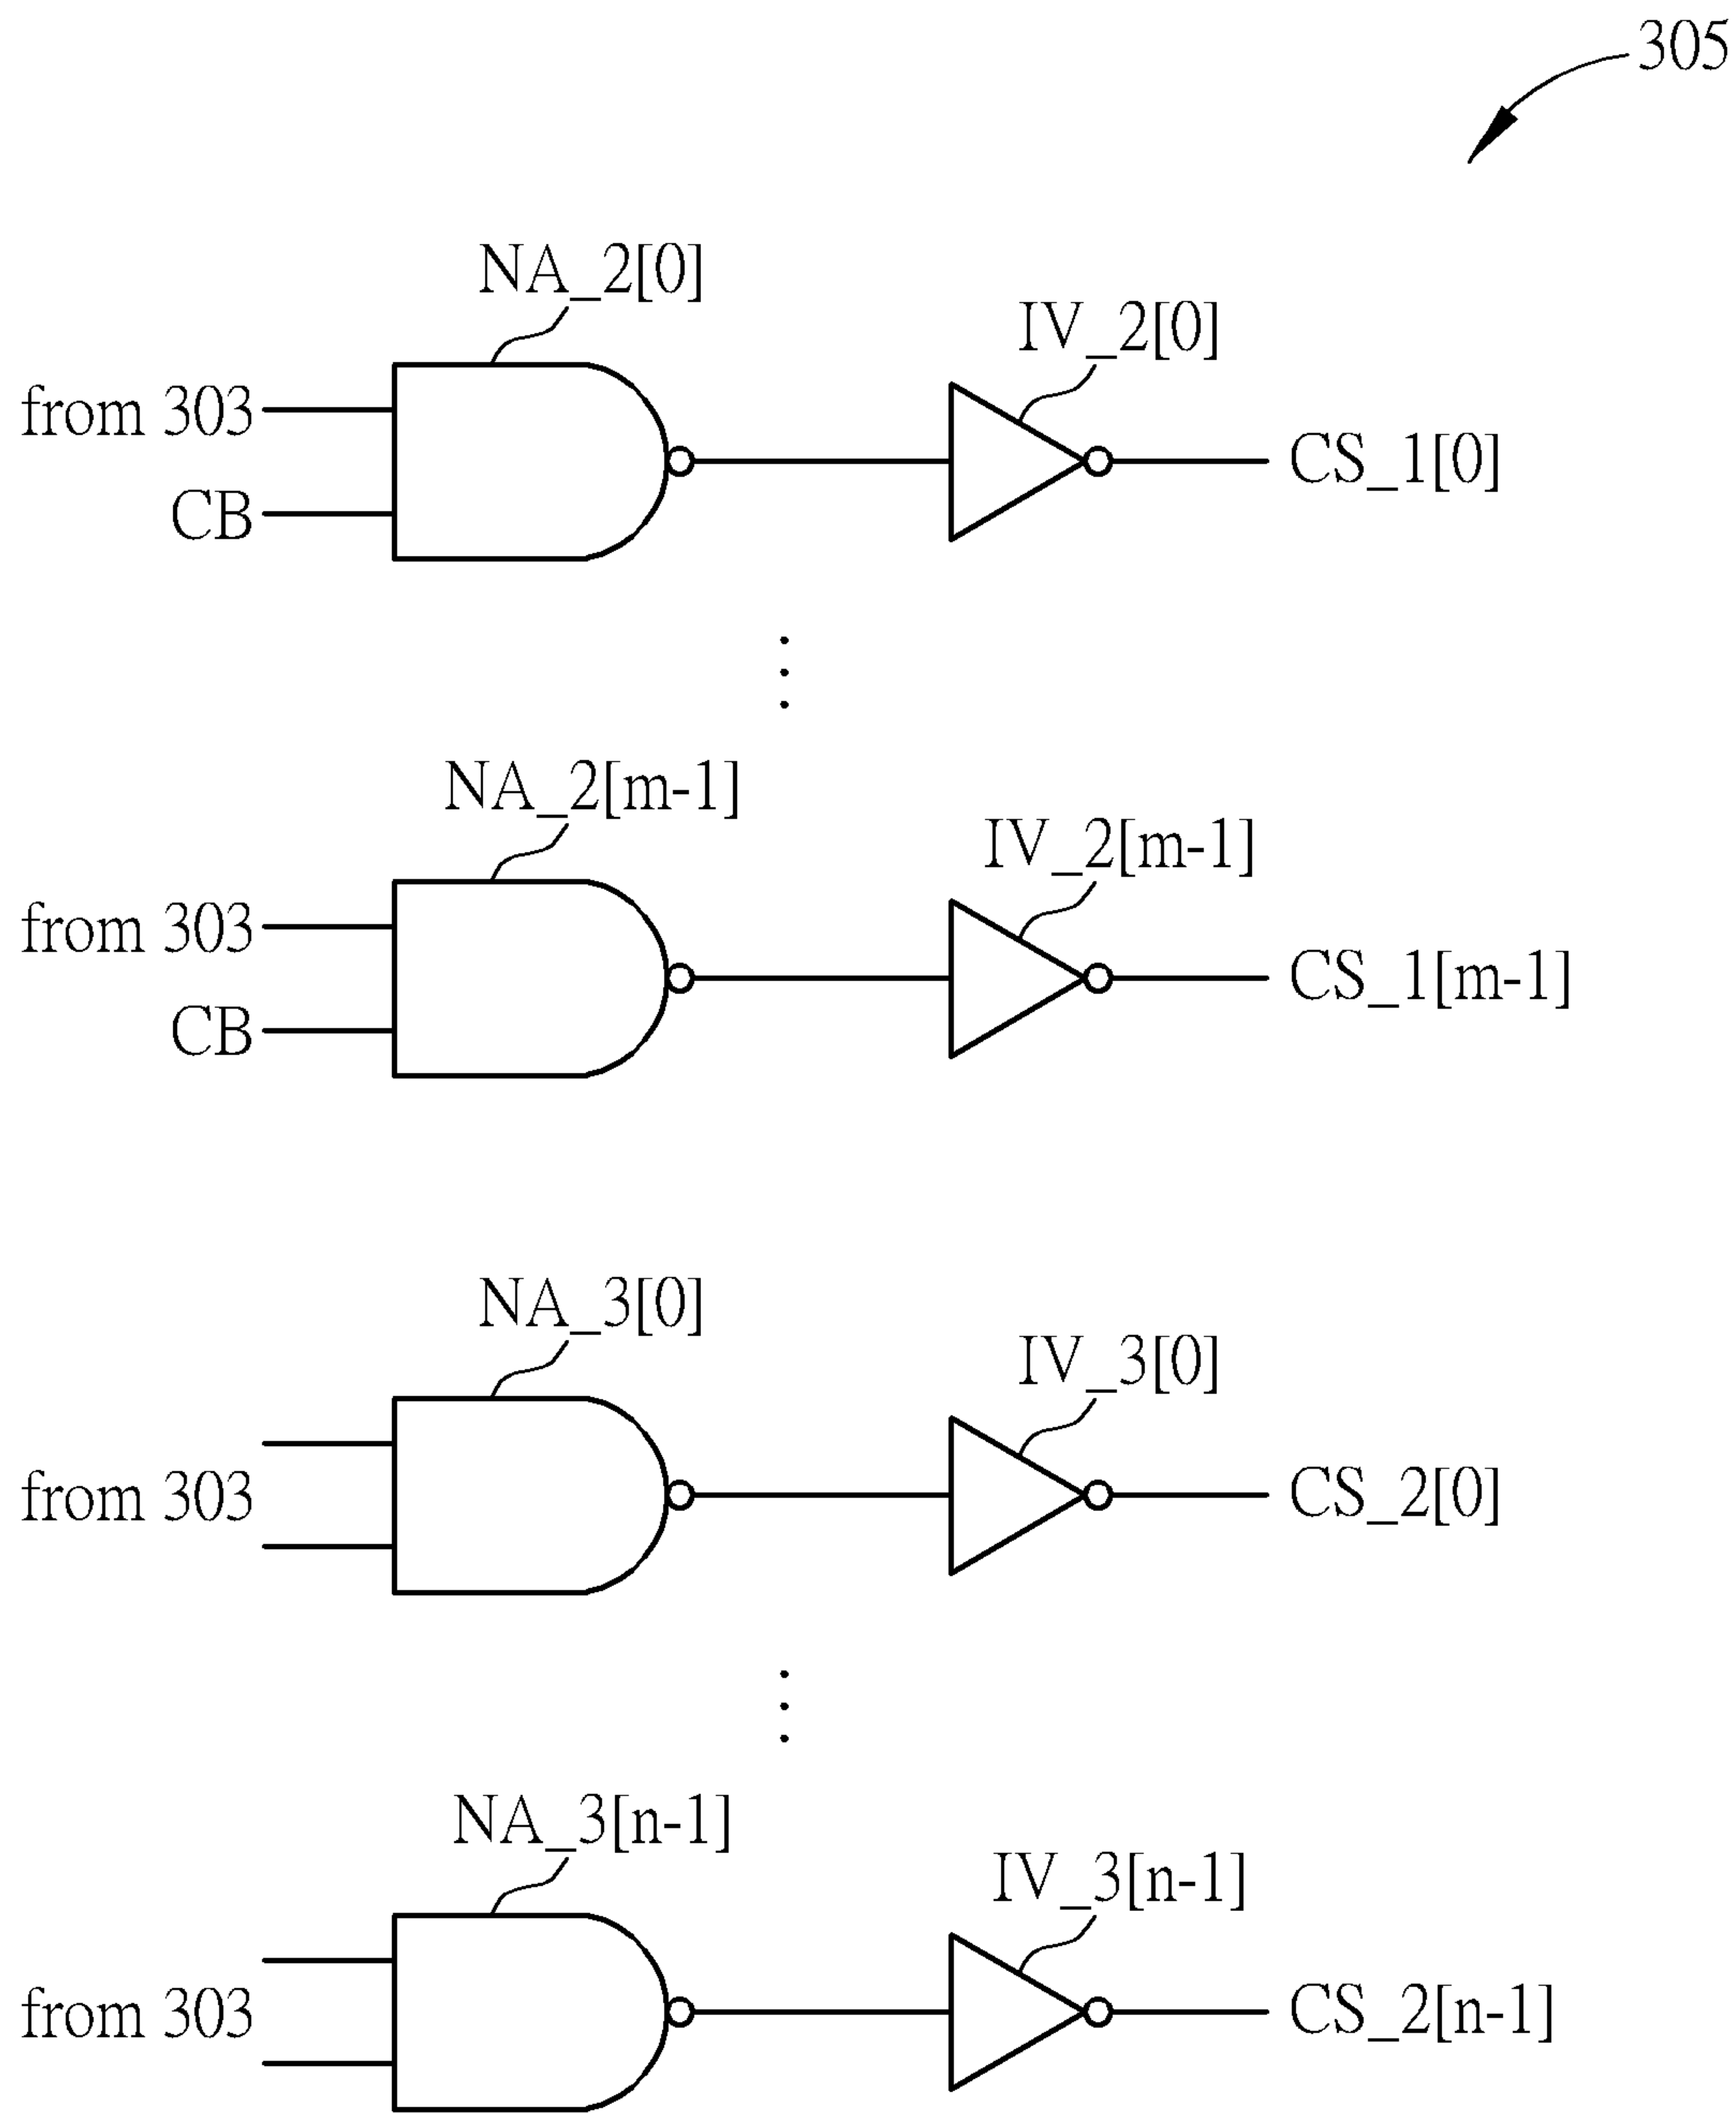 305
NA_2[0]
IV_2[0]
from 303
CS_1[0]
CB
NA_2[m-1]
IV_2[m-1]
from 303
CS_1[m-1]
CB
NA_3[0]
IV_3[0]
from 303
CS_2[0]
NA_3[n-1]
IV_3[n-1]
from 303
CS_2[n-1]